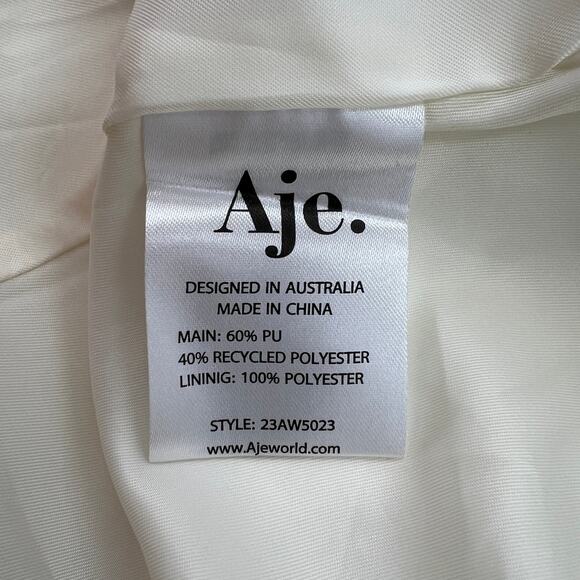 Aje.
DESIGNED IN AUSTRALIA
MADE IN CHINA
MAIN: 60% PU
40% RECYCLED POLYESTER
LININIG: 100% POLYESTER
STYLE: 23AW5023
www.Ajeworld.com